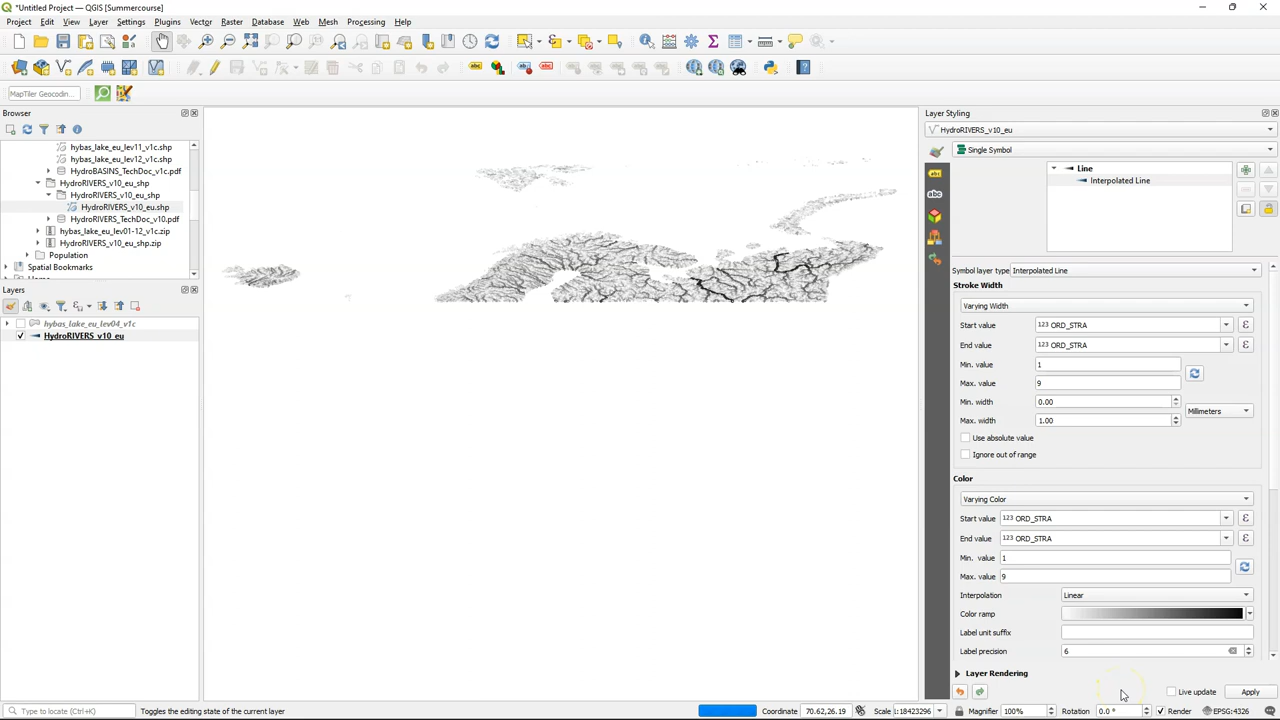 *Untitled Project — QGIS [Summercourse]
Project Edit View Layer Settings Plugins Vector Raster Database Web Mesh Processing Help
MapTiler Geocodin...
Browser
hybas_lake_eu_lev11_v1c.shp
hybas_lake_eu_lev12_v1c.shp
HydroBASINS_TechDoc_v1c.pdf
HydroRIVERS_v10_eu_shp
HydroRIVERS_v10_eu_shp
HydroRIVERS_v10_eu.s
HydroRIVERS_TechDoc_v10.pdf
hybas_lake_eu_lev01-12_v1c.zip
HydroRIVERS_v10_eu_shp.zip
Population
Spatial Bookmarks
Layers
hybas_lake_eu_lev04_v1c
HydroRIVERS_v10_eu
Layer Styling
HydroRIVERS_v10_eu
Single Symbol
Line
Interpolated Line
Symbol layer type Interpolated Line
Stroke Width
Varying Width
Start value 123 ORD_STRA
End value 123 ORD_STRA
Min. value 1
Max. value 9
Min. width 0.00
Millimeters
Max. width 1.00
Use absolute value
Ignore out of range
Color
Varying Color
Start value 123 ORD_STRA
End value 123 ORD_STRA
Min. value 1
Max. value 9
Interpolation Linear
Color ramp
Label unit suffix
Label precision 6
Layer Rendering
Live update Apply
Type to locate (Ctrl+K) Toggles the editing state of the current layer Coordinate 70.62,26.19 Scale 1:18423296 Magnifier 100% Rotation 0.0 ° Render EPSG:4326